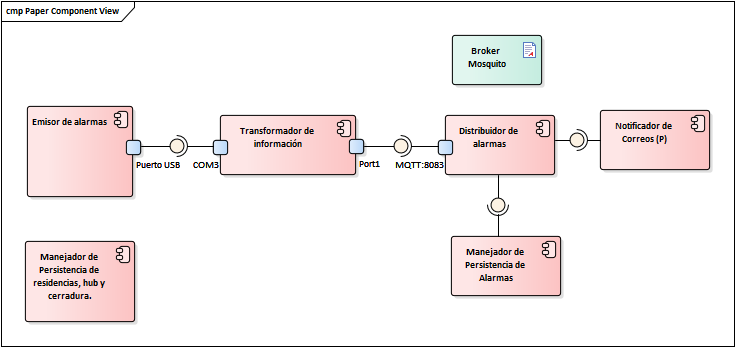 cmp Paper Component View
Broker
Mosquito
Emisor de alarmas
Transformador de
información
Distribuidor de
alarmas
Notificador de
Correos (P)
Puerto USB
COM3
Port1
MQTT:8083
Manejador de
Persistencia de
residencias, hub y
cerradura.
Manejador de
Persistencia de
Alarmas